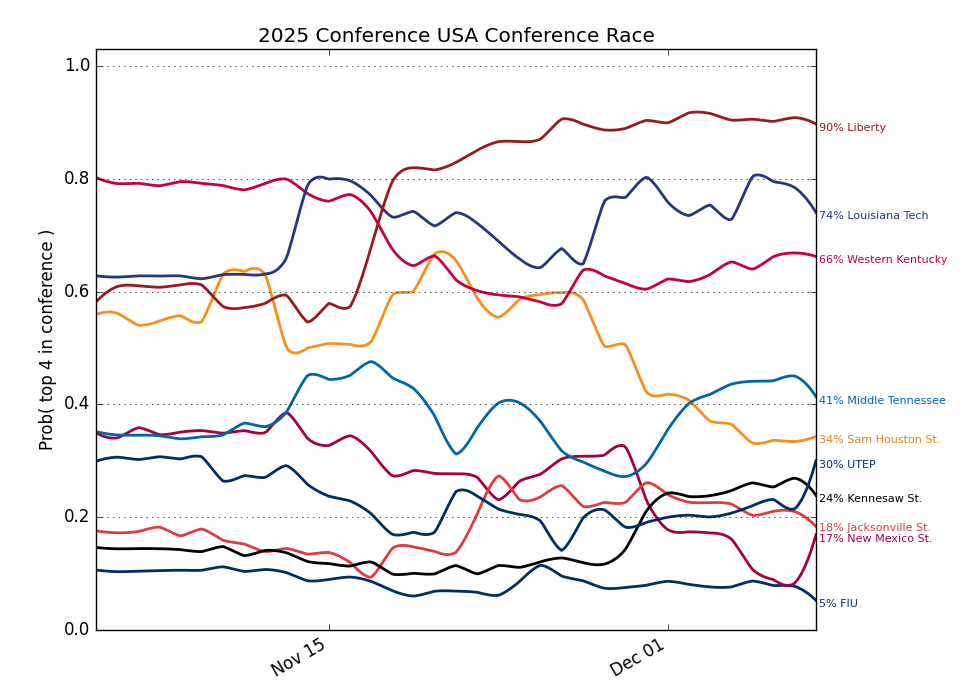 2025 Conference USA Conference Race
Prob( top 4 in conference )
1.0
0.8
0.6
0.4
0.2
0.0
Nov 15
Dec 01
90% Liberty
74% Louisiana Tech
66% Western Kentucky
41% Middle Tennessee
34% Sam Houston St.
30% UTEP
24% Kennesaw St.
18% Jacksonville St.
17% New Mexico St.
5% FIU